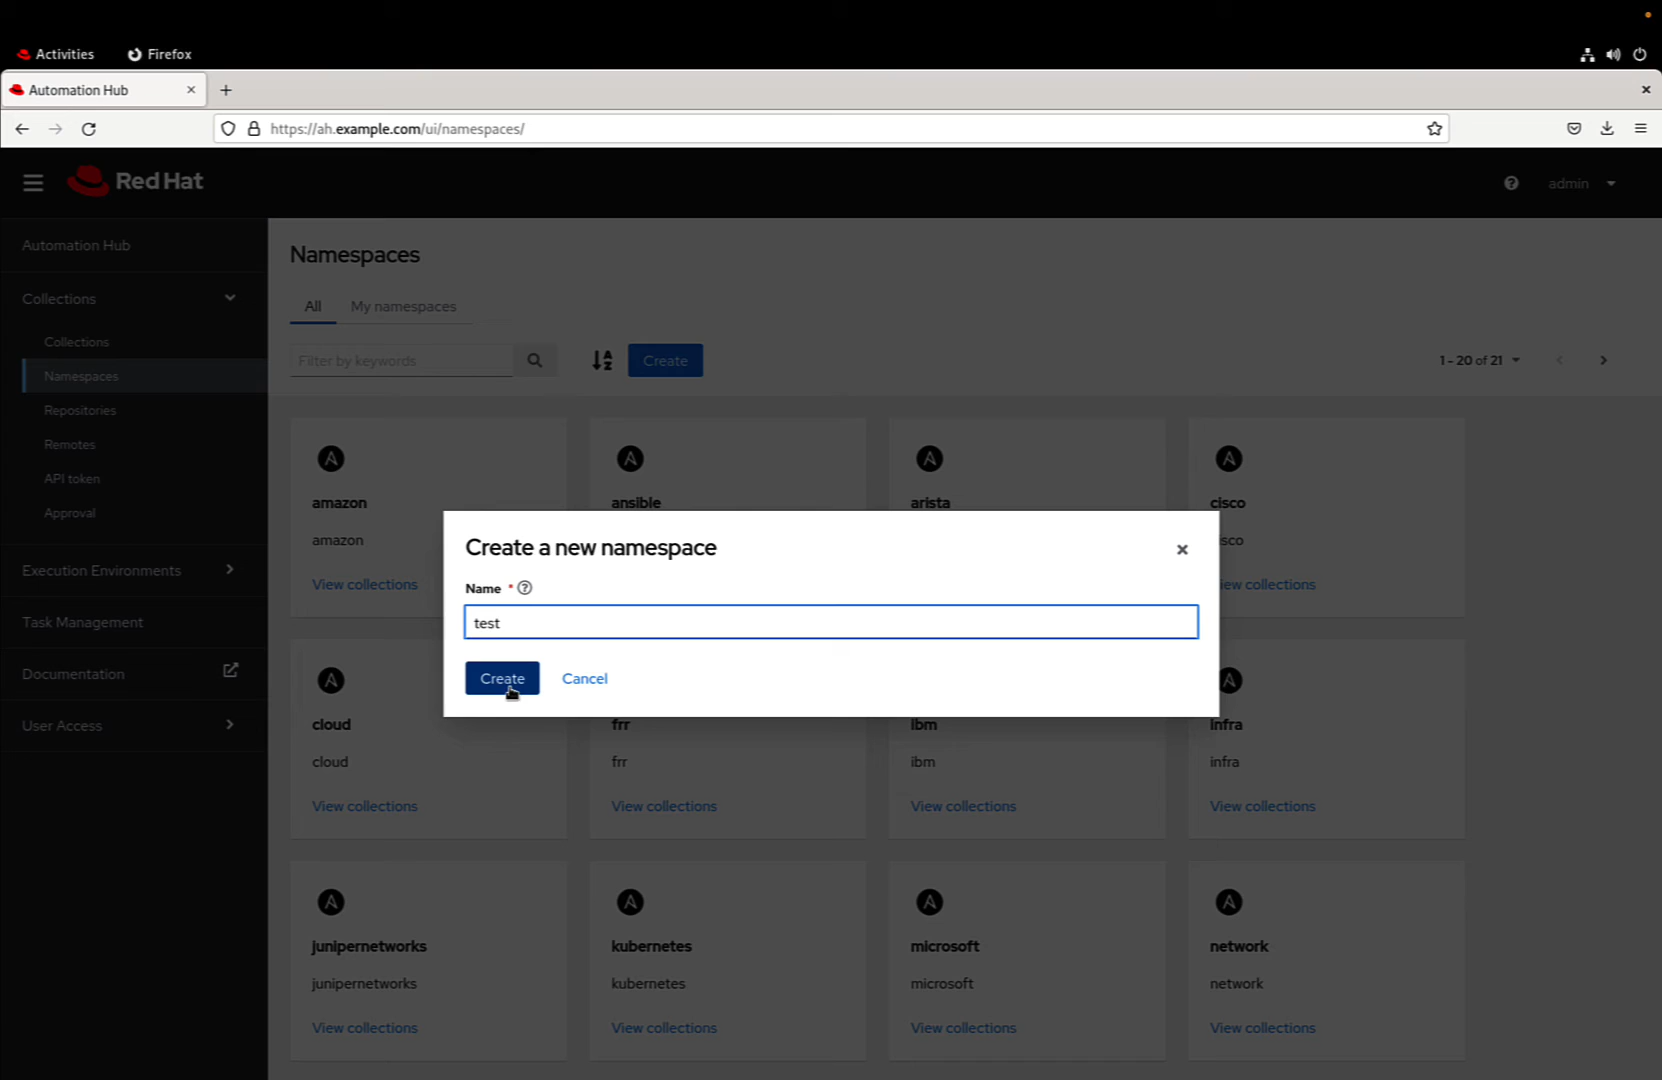 Activities Firefox
Automation Hub
https://ah.example.com/ui/namespaces/
Red Hat
admin
Automation Hub
Collections
Collections
Namespaces
Repositories
Remotes
API token
Approval
Execution Environments
Task Management
Documentation
User Access
Namespaces
All My namespaces
Filter by keywords
Create
1 - 20 of 21
amazon ansible arista cisco
amazon isco
View collections iew collections
Create a new namespace
Name *
test
Create Cancel
cloud frr ibm infra
cloud frr ibm infra
View collections View collections View collections View collections
junipernetworks kubernetes microsoft network
junipernetworks kubernetes microsoft network
View collections View collections View collections View collections